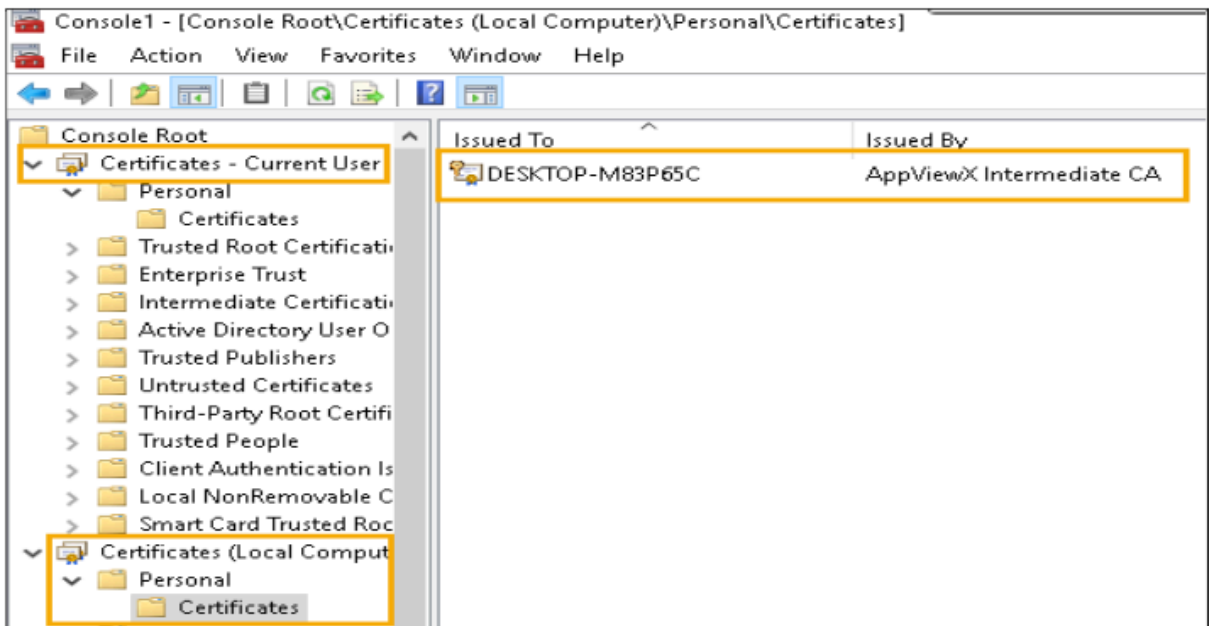 Console1 - [Console Root\Certificates (Local Computer)\Personal\Certificates]
File Action View Favorites Window Help
Console Root
Certificates - Current User
Personal
Certificates
Trusted Root Certificati
Enterprise Trust
Intermediate Certificati
Active Directory User O
Trusted Publishers
Untrusted Certificates
Third-Party Root Certifi
Trusted People
Client Authentication Is
Local NonRemovable C
Smart Card Trusted Roo
Certificates (Local Comput
Personal
Certificates
Issued To Issued By
DESKTOP-M83P65C AppViewX Intermediate CA